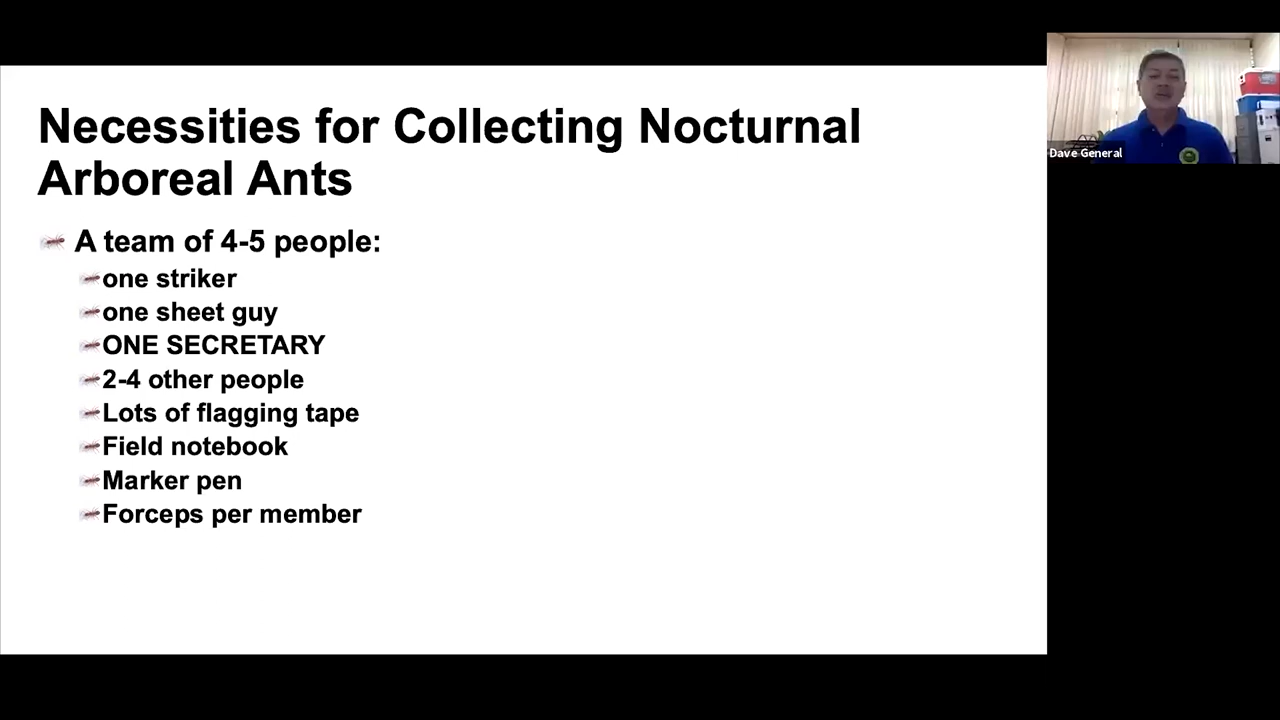 Necessities for Collecting Nocturnal
Arboreal Ants
A team of 4-5 people:
one striker
one sheet guy
ONE SECRETARY
2-4 other people
Lots of flagging tape
Field notebook
Marker pen
Forceps per member
Dave General